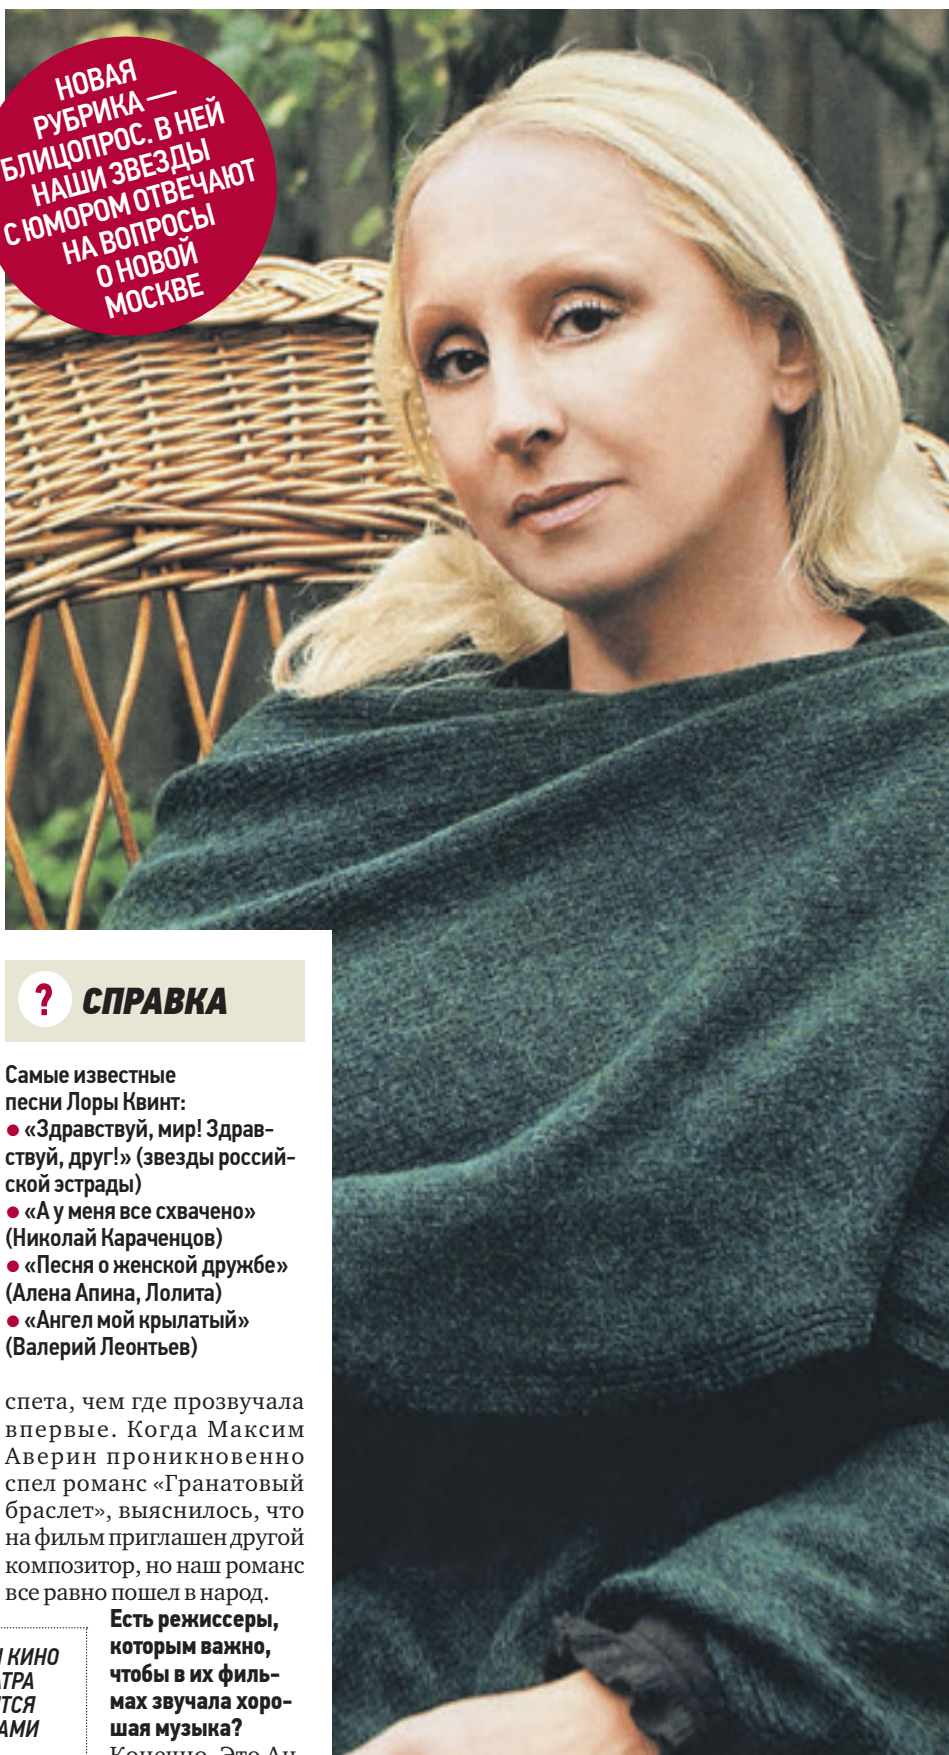 НОВАЯ
РУБРИКА —
БЛИЦОПРОС. В НЕЙ
НАШИ ЗВЕЗДЫ
С ЮМОРОМ ОТВЕЧАЮТ
НА ВОПРОСЫ
О НОВОЙ
МОСКВЕ
? СПРАВКА
Самые известные
песни Лоры Квинт:
● «Здравствуй, мир! Здрав-
ствуй, друг!» (звезды россий-
ской эстрады)
● «А у меня все схвачено»
(Николай Караченцов)
● «Песня о женской дружбе»
(Алена Апина, Лолита)
● «Ангел мой крылатый»
(Валерий Леонтьев)
спета, чем где прозвучала
впервые. Когда Максим
Аверин проникновенно
спел романс «Гранатовый
браслет», выяснилось, что
на фильм приглашен другой
композитор, но наш романс
все равно пошел в народ.
КИНО
Есть режиссеры,
которым важно,
чтобы в их филь-
мах звучала хоро-
шая музыка?
Конечно. Это Ан-